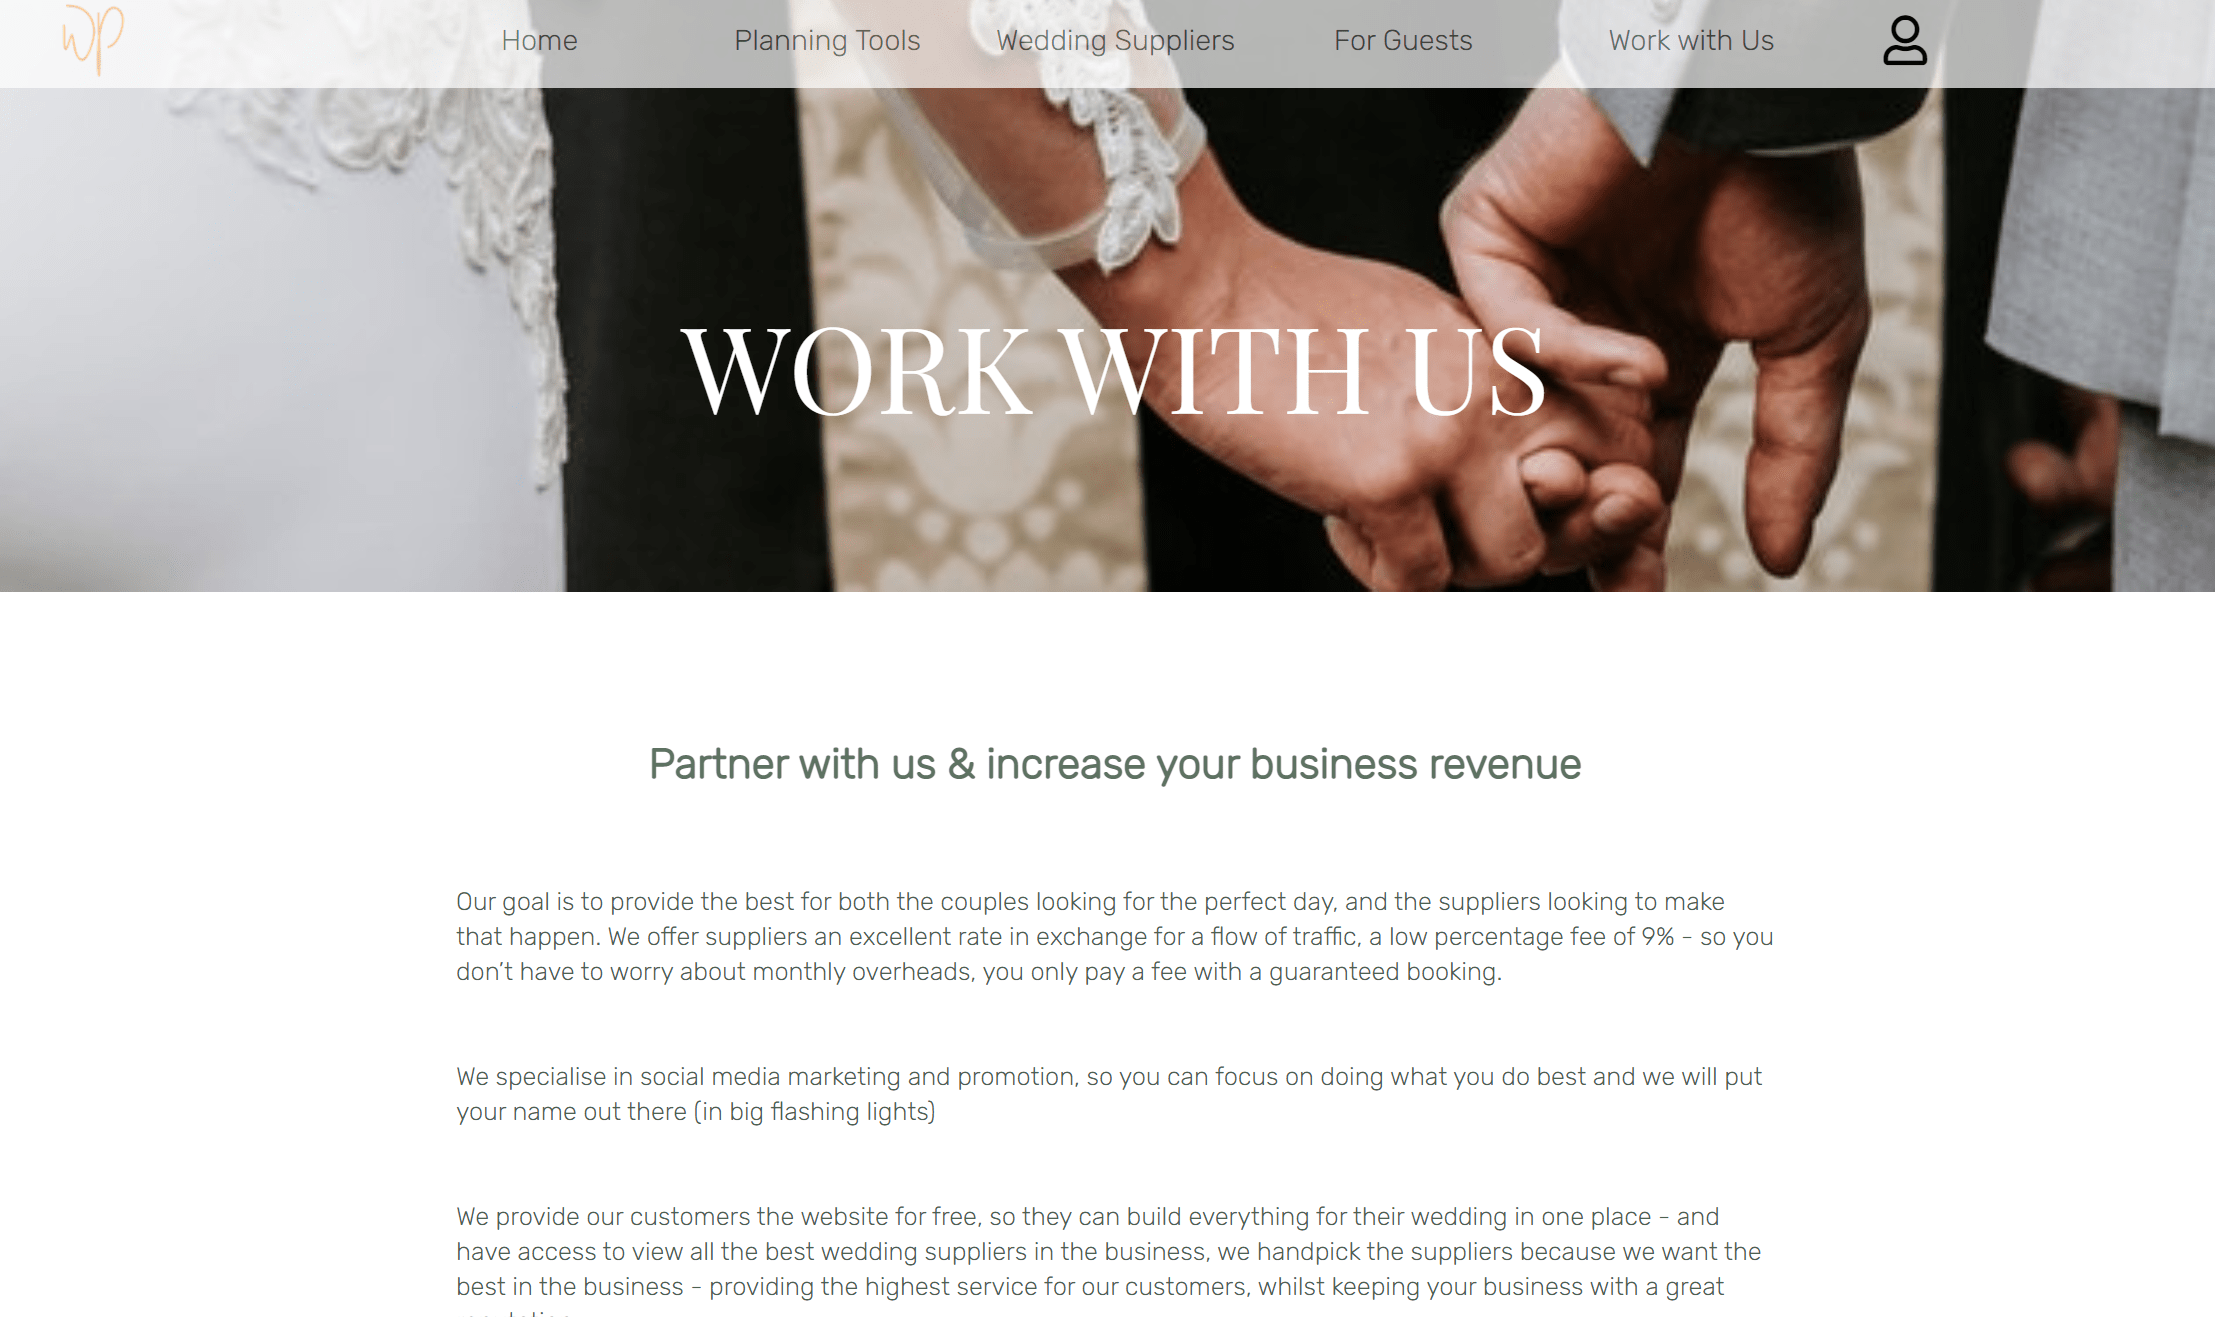 WP
Home
Planning Tools
Wedding Suppliers
For Guests
Work with Us
WORK WITH US
Partner with us & increase your business revenue
Our goal is to provide the best for both the couples looking for the perfect day, and the suppliers looking to make
that happen. We offer suppliers an excellent rate in exchange for a flow of traffic, a low percentage fee of 9% - so you
don't have to worry about monthly overheads, you only pay a fee with a guaranteed booking.
We specialise in social media marketing and promotion, so you can focus on doing what you do best and we will put
your name out there (in big flashing lights)
We provide our customers the website for free, so they can build everything for their wedding in one place - and
have access to view all the best wedding suppliers in the business, we handpick the suppliers because we want the
best in the business - providing the highest service for our customers, whilst keeping your business with a great